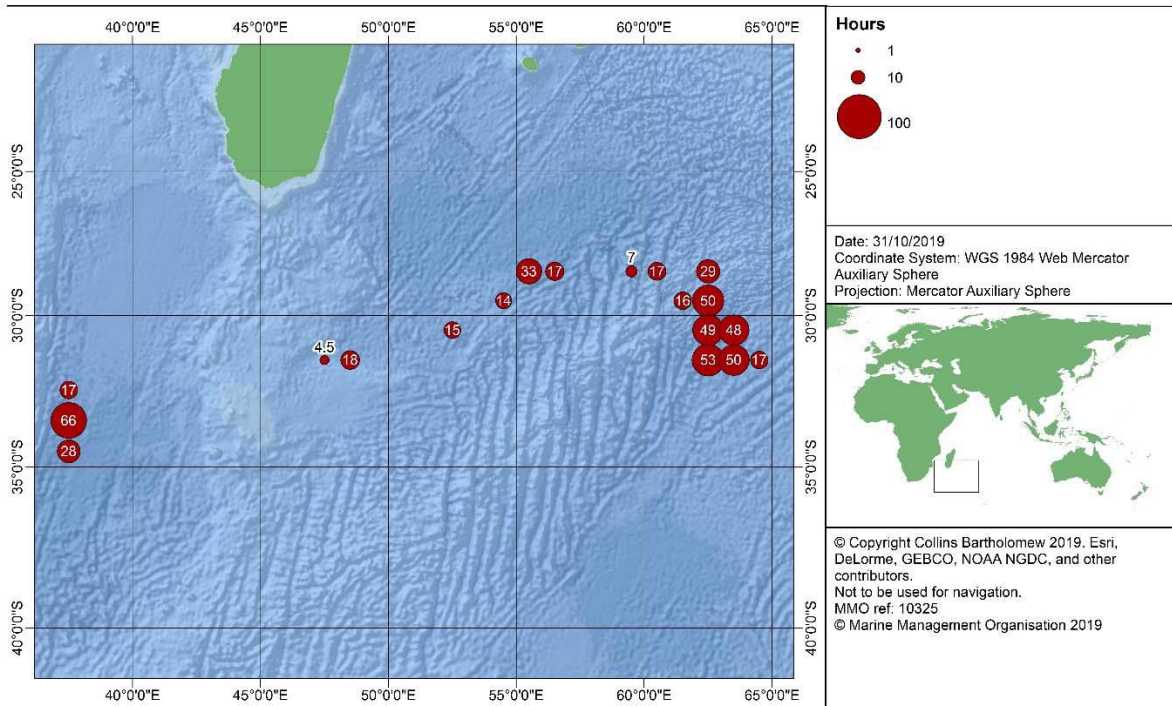 40°0'0"E 45°0'0"E 50°0'0"E 55°0'0"E 60°0'0"E 65°0'0"E
25°0'0"S 25°0'0"S
7
33 17 17 29
14 16 50
30°0'0"S 30°0'0"S
15 49 48
4.5
18 53 50 17
17
66
28
35°0'0"S 35°0'0"S
40°0'0"S 40°0'0"S
40°0'0"E 45°0'0"E 50°0'0"E 55°0'0"E 60°0'0"E 65°0'0"E
Hours
1
10
100
Date: 31/10/2019
Coordinate System: WGS 1984 Web Mercator
Auxiliary Sphere
Projection: Mercator Auxiliary Sphere
© Copyright Collins Bartholomew 2019. Esri,
DeLorme, GEBCO, NOAA NGDC, and other
contributors.
Not to be used for navigation.
MMO ref: 10325
© Marine Management Organisation 2019